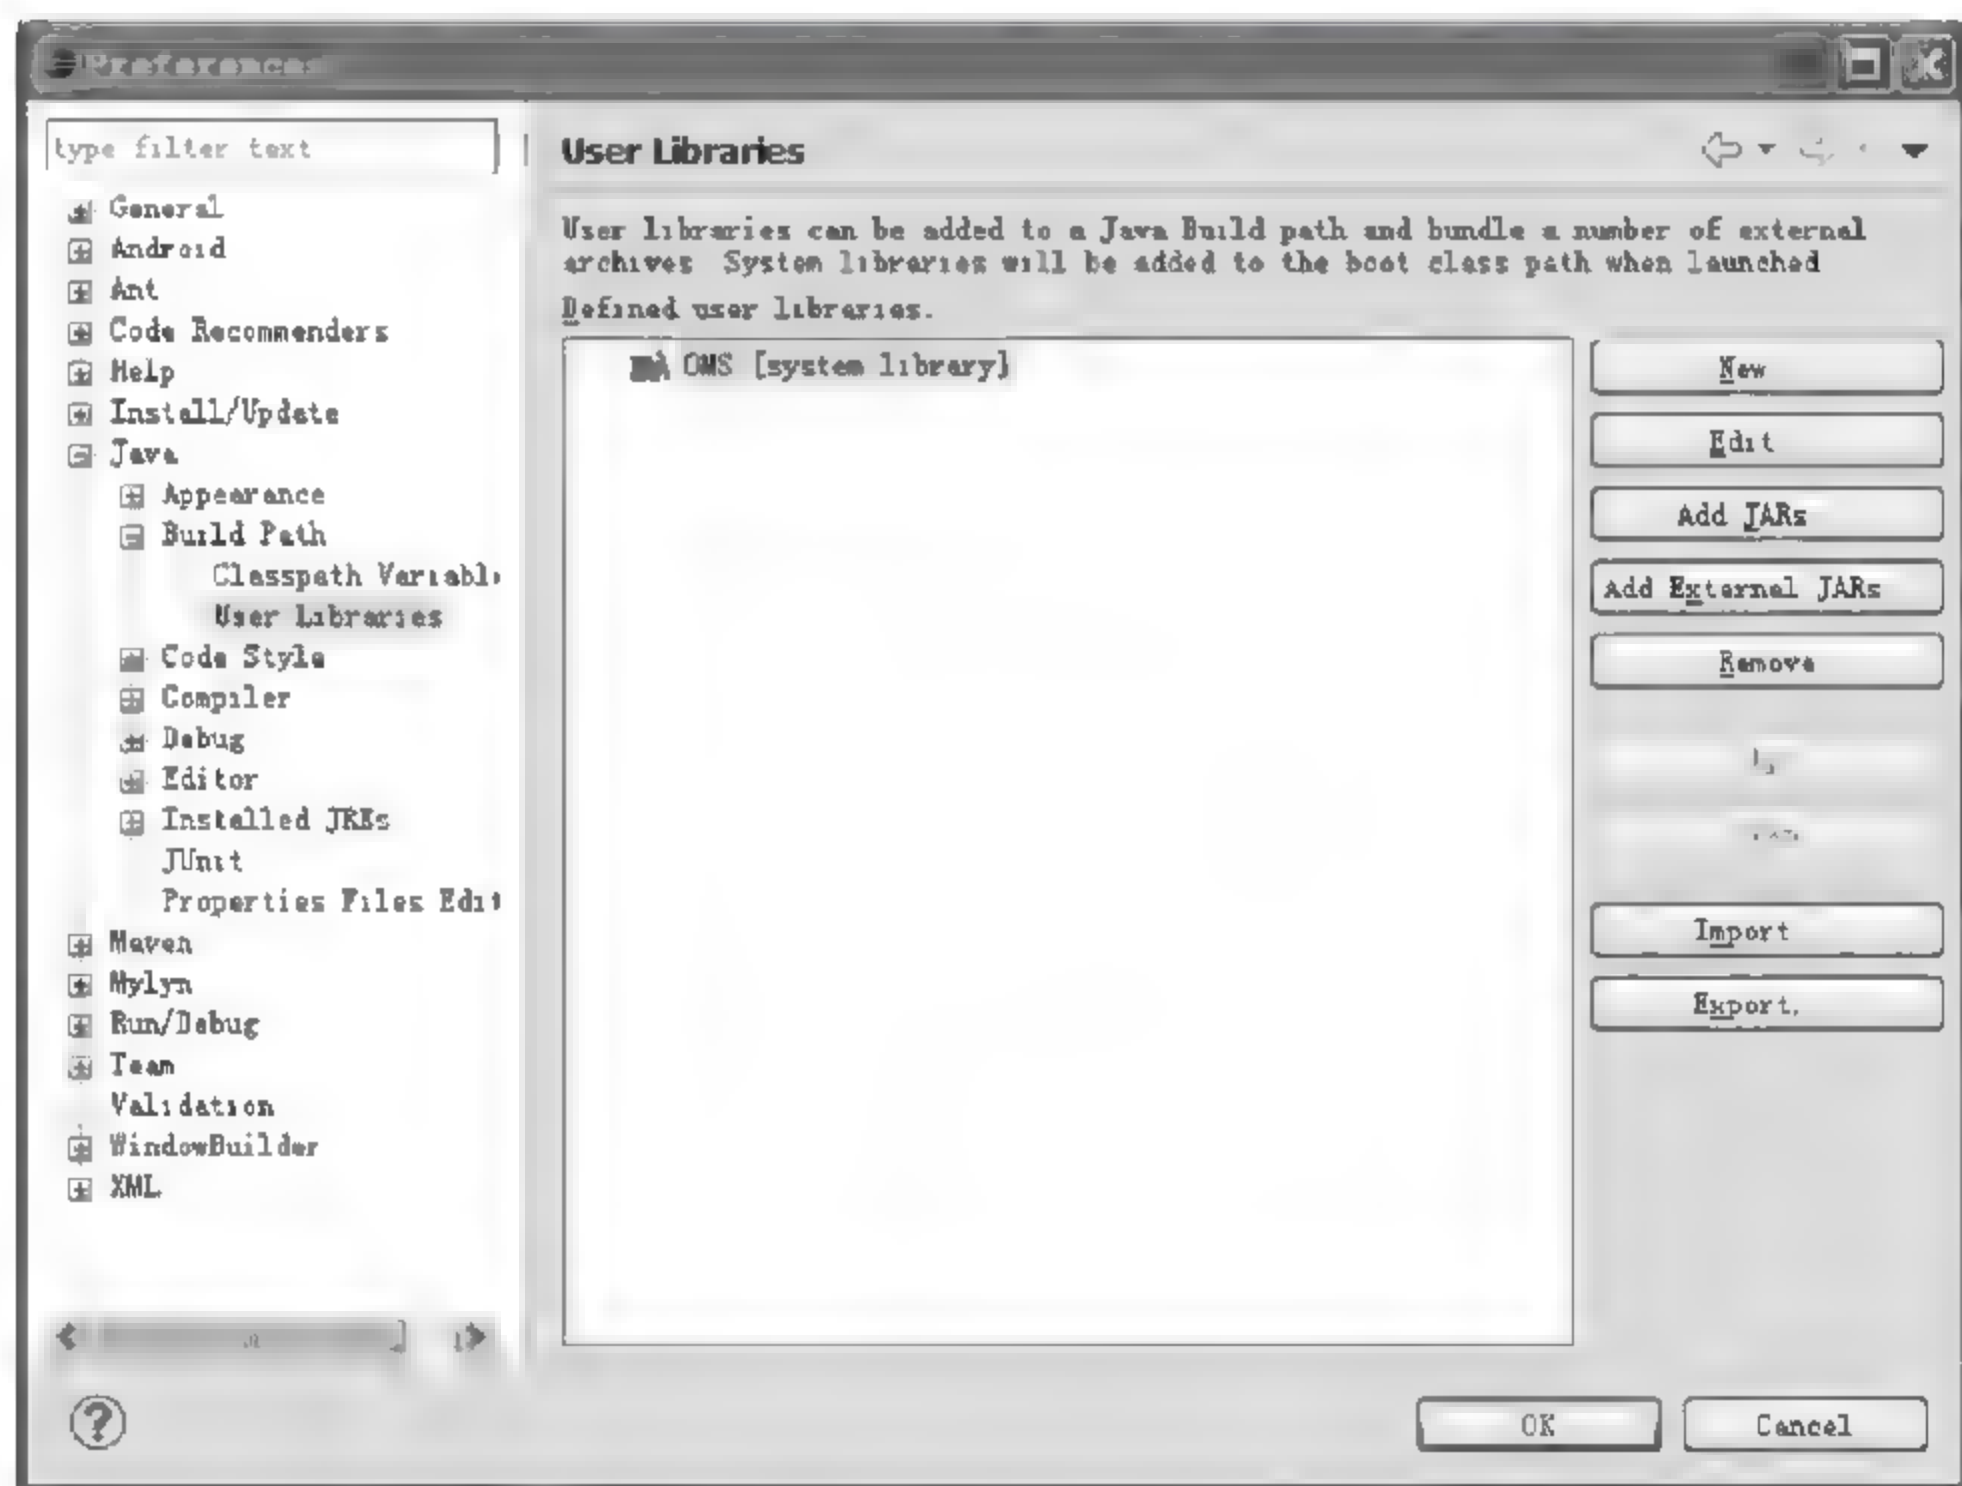 Preferences
type filter text
General
Android
Ant
Code Recommenders
Help
Install/Update
Java
Appearance
Build Path
Classpath Variabl
User Libraries
Code Style
Compiler
Debug
Editor
Installed JREs
JUnit
Properties Files Edit
Maven
Mylyn
Run/Debug
Team
Validation
WindowBuilder
XML
User Libraries
User libraries can be added to a Java Build path and bundle a number of external
archives System libraries will be added to the boot class path when launched
Defined user libraries.
OMS [system library]
New
Edit
Add JARs
Add External JARs
Remove
Import
Export.
OK
Cancel